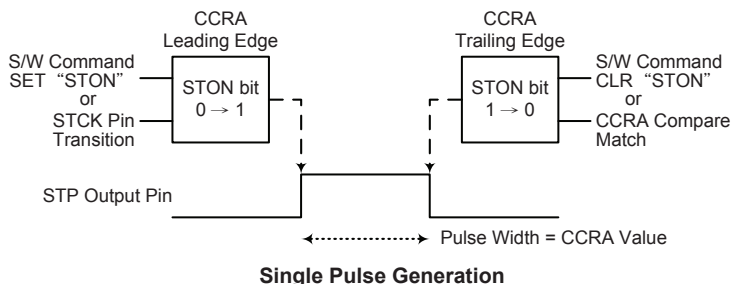 CCRA
Leading Edge
S/W Command
SET “STON”
or
STCK Pin
Transition
STON bit
0 → 1
CCRA
Trailing Edge
STON bit
1 → 0
S/W Command
CLR “STON”
or
CCRA Compare
Match
STP Output Pin
Pulse Width = CCRA Value
Single Pulse Generation